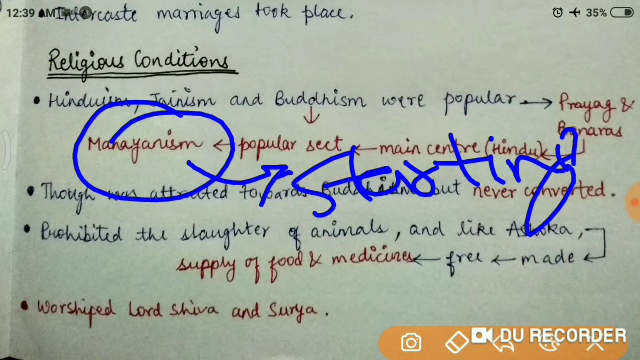 12:39 AM 35%
Intercaste marriages took place.
Religious Conditions
• Hinduism, Jainism and Buddhism were popular → Prayag &
Banaras
Mahayanism ← popular sect ← main centre (Hindu) ←
starting?
• Though was attracted towards Buddhism but never converted.
• Prohibited the slaughter of animals, and like Ashoka,
supply of food & medicines ← free ← made ←
• Worshiped Lord Shiva and Surya.
DU RECORDER